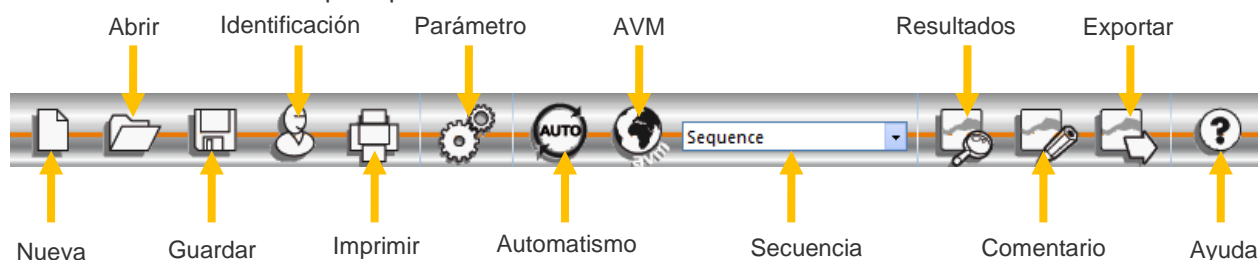 Abrir Identificación Parámetro AVM Resultados Exportar
AUTO
Sequence
?
Nueva Guardar Imprimir Automatismo Secuencia Comentario Ayuda